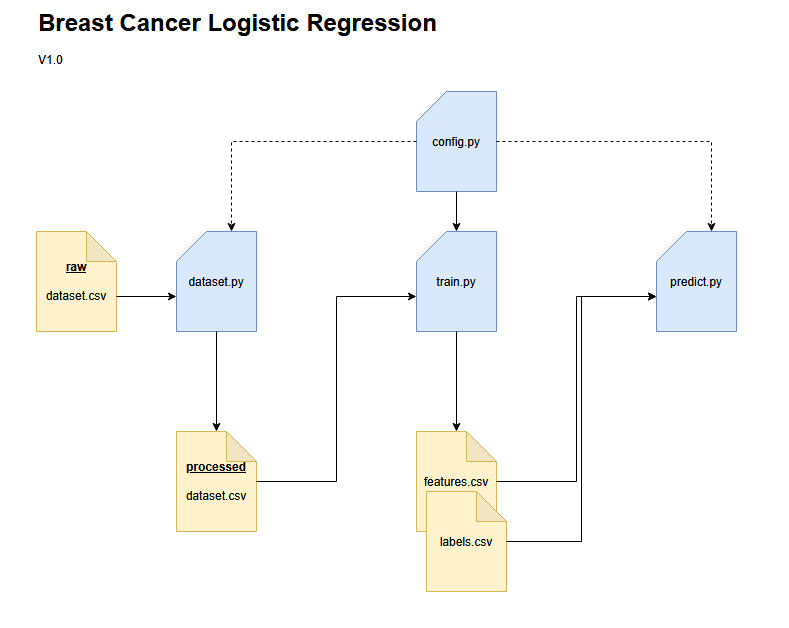 Breast Cancer Logistic Regression
V1.0
config.py
raw
dataset.csv
dataset.py
train.py
predict.py
processed
dataset.csv
features.csv
labels.csv